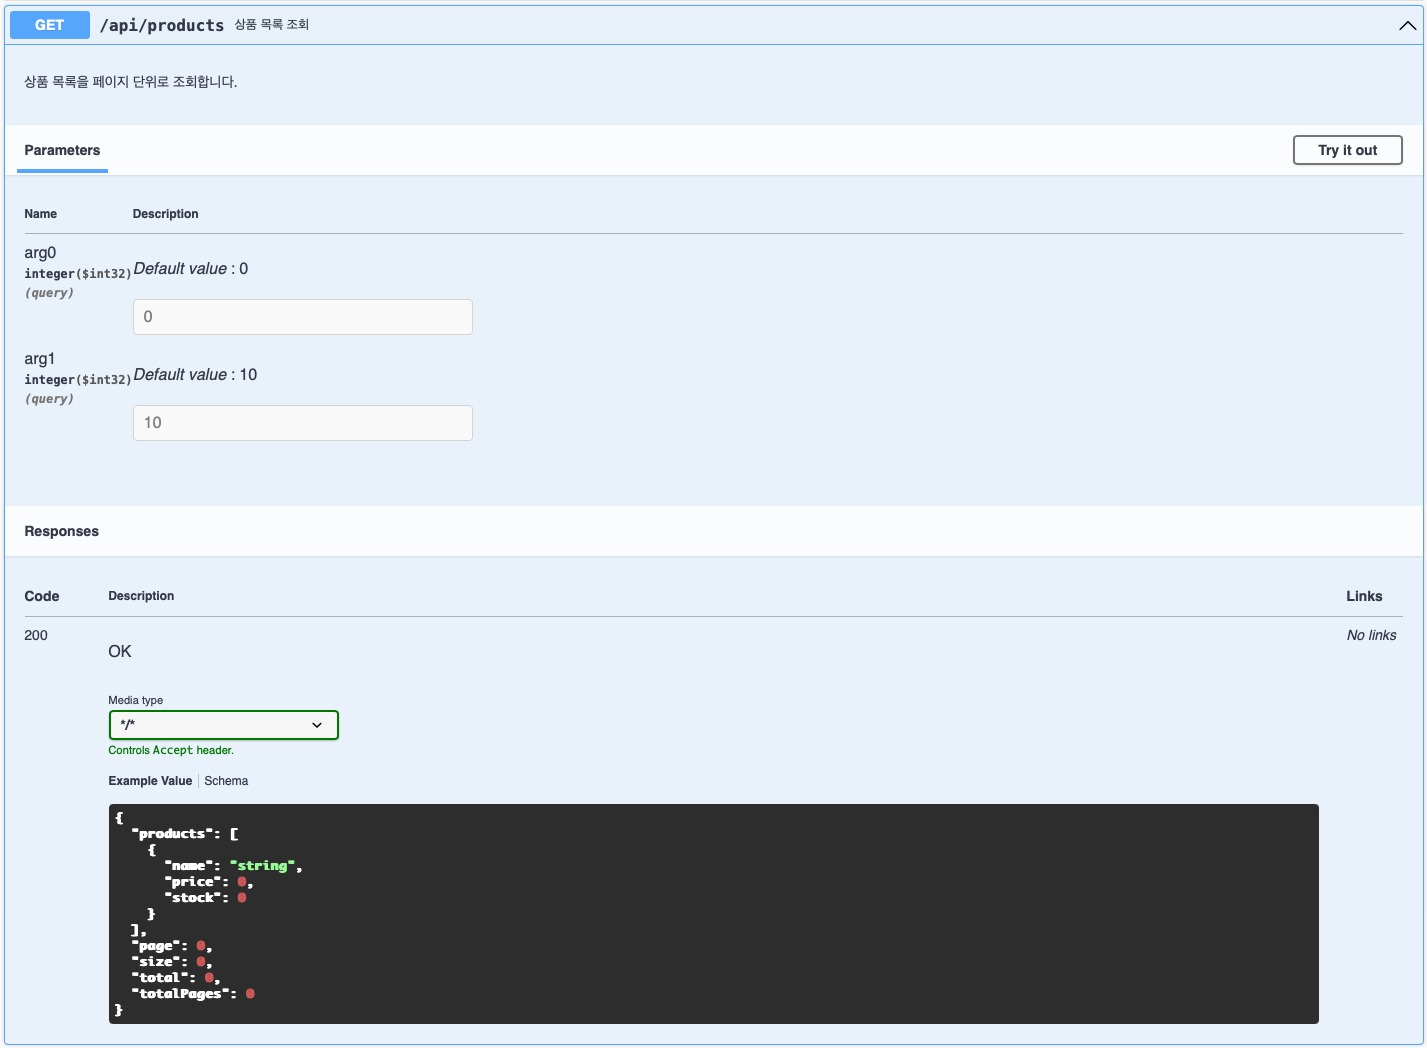 GET /api/products 상품 목록 조회
상품 목록을 페이지 단위로 조회합니다.
Parameters Try it out
Name Description
arg0
integer($int32)
(query)
Default value : 0
0
arg1
integer($int32)
(query)
Default value : 10
10
Responses
Code Description Links
200 No links
OK
Media type
*/*
Controls Accept header.
Example Value Schema
{
  "products": [
    {
      "name": "string",
      "price": 0,
      "stock": 0
    }
  ],
  "page": 0,
  "size": 0,
  "total": 0,
  "totalPages": 0
}